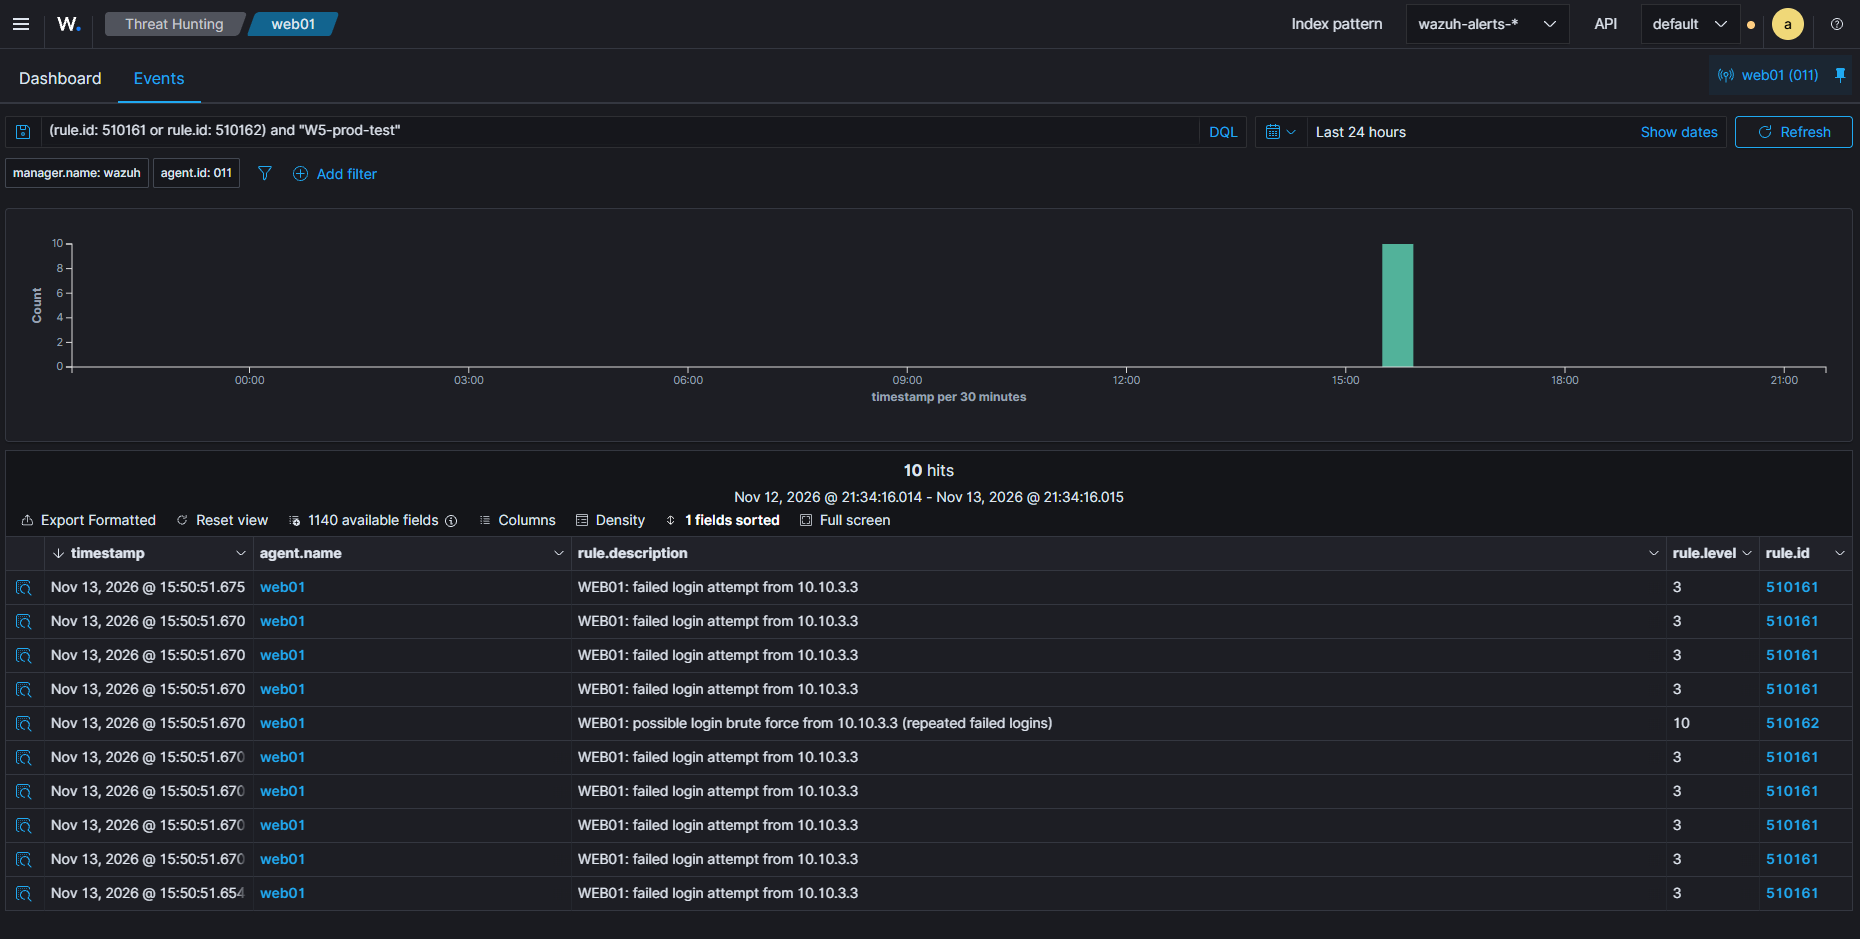 W. Threat Hunting web01 Index pattern wazuh-alerts-* API default a
Dashboard Events web01 (011)
(rule.id: 510161 or rule.id: 510162) and "W5-prod-test" DQL Last 24 hours Show dates Refresh
manager.name: wazuh agent.id: 011 Add filter
10
8
6
4
2
0
Count
00:00 03:00 06:00 09:00 12:00 15:00 18:00 21:00
timestamp per 30 minutes
10 hits
Nov 12, 2026 @ 21:34:16.014 - Nov 13, 2026 @ 21:34:16.015
Export Formatted Reset view 1140 available fields Columns Density 1 fields sorted Full screen
timestamp agent.name rule.description rule.level rule.id
Nov 13, 2026 @ 15:50:51.675 web01 WEB01: failed login attempt from 10.10.3.3 3 510161
Nov 13, 2026 @ 15:50:51.670 web01 WEB01: failed login attempt from 10.10.3.3 3 510161
Nov 13, 2026 @ 15:50:51.670 web01 WEB01: failed login attempt from 10.10.3.3 3 510161
Nov 13, 2026 @ 15:50:51.670 web01 WEB01: failed login attempt from 10.10.3.3 3 510161
Nov 13, 2026 @ 15:50:51.670 web01 WEB01: possible login brute force from 10.10.3.3 (repeated failed logins) 10 510162
Nov 13, 2026 @ 15:50:51.670 web01 WEB01: failed login attempt from 10.10.3.3 3 510161
Nov 13, 2026 @ 15:50:51.670 web01 WEB01: failed login attempt from 10.10.3.3 3 510161
Nov 13, 2026 @ 15:50:51.670 web01 WEB01: failed login attempt from 10.10.3.3 3 510161
Nov 13, 2026 @ 15:50:51.670 web01 WEB01: failed login attempt from 10.10.3.3 3 510161
Nov 13, 2026 @ 15:50:51.654 web01 WEB01: failed login attempt from 10.10.3.3 3 510161